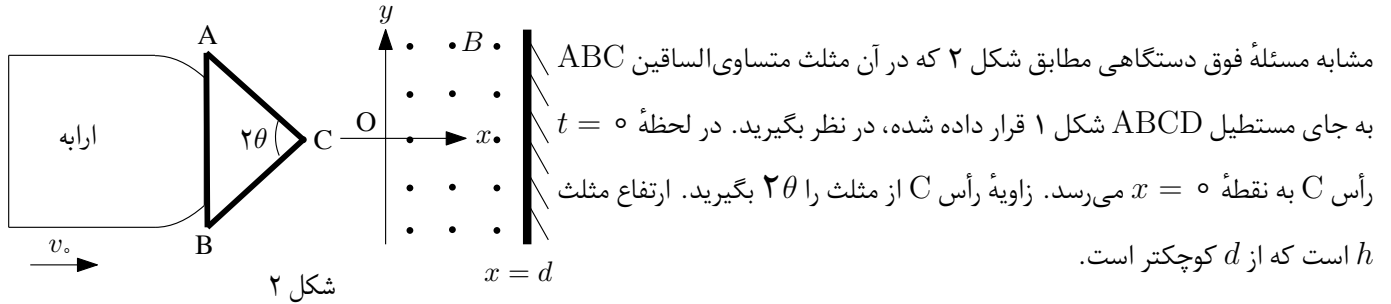 مشابه مسئلهٔ فوق دستگاهی مطابق شکل ۲ که در آن مثلث متساوی‌الساقین ABC
به جای مستطیل ABCD شکل ۱ قرار داده شده، در نظر بگیرید. در لحظهٔ t = ۰
رأس C به نقطهٔ x = ۰ می‌رسد. زاویهٔ رأس C از مثلث را ۲θ بگیرید. ارتفاع مثلث
h است که از d کوچکتر است.
y
A
B
ارابه
۲θ
C
O
x
B
v۰
x = d
شکل ۲